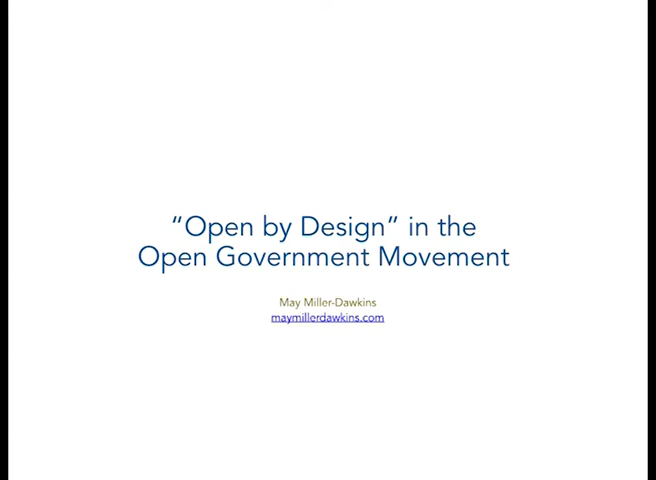 “Open by Design” in the
Open Government Movement
May Miller-Dawkins
maymillerdawkins.com